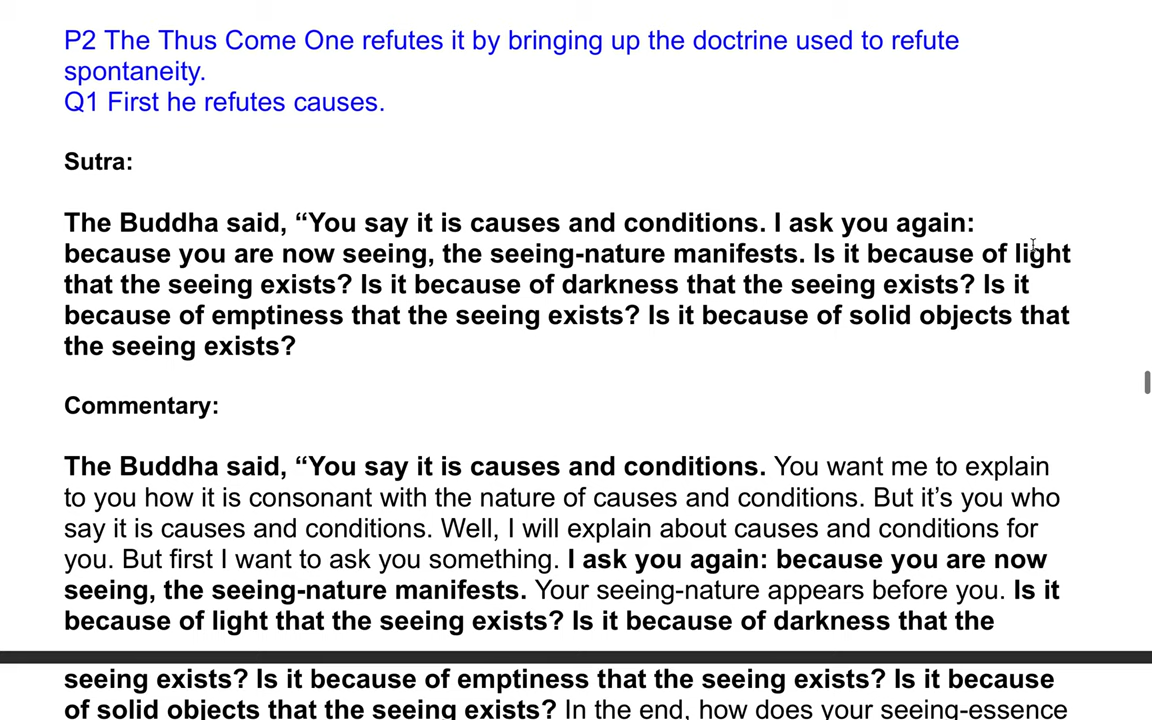 P2 The Thus Come One refutes it by bringing up the doctrine used to refute
spontaneity.
Q1 First he refutes causes.
Sutra:
The Buddha said, “You say it is causes and conditions. I ask you again:
because you are now seeing, the seeing-nature manifests. Is it because of light
that the seeing exists? Is it because of darkness that the seeing exists? Is it
because of emptiness that the seeing exists? Is it because of solid objects that
the seeing exists?
Commentary:
The Buddha said, “You say it is causes and conditions. You want me to explain
to you how it is consonant with the nature of causes and conditions. But it’s you who
say it is causes and conditions. Well, I will explain about causes and conditions for
you. But first I want to ask you something. I ask you again: because you are now
seeing, the seeing-nature manifests. Your seeing-nature appears before you. Is it
because of light that the seeing exists? Is it because of darkness that the
seeing exists? Is it because of emptiness that the seeing exists? Is it because
of solid objects that the seeing exists? In the end, how does your seeing-essence